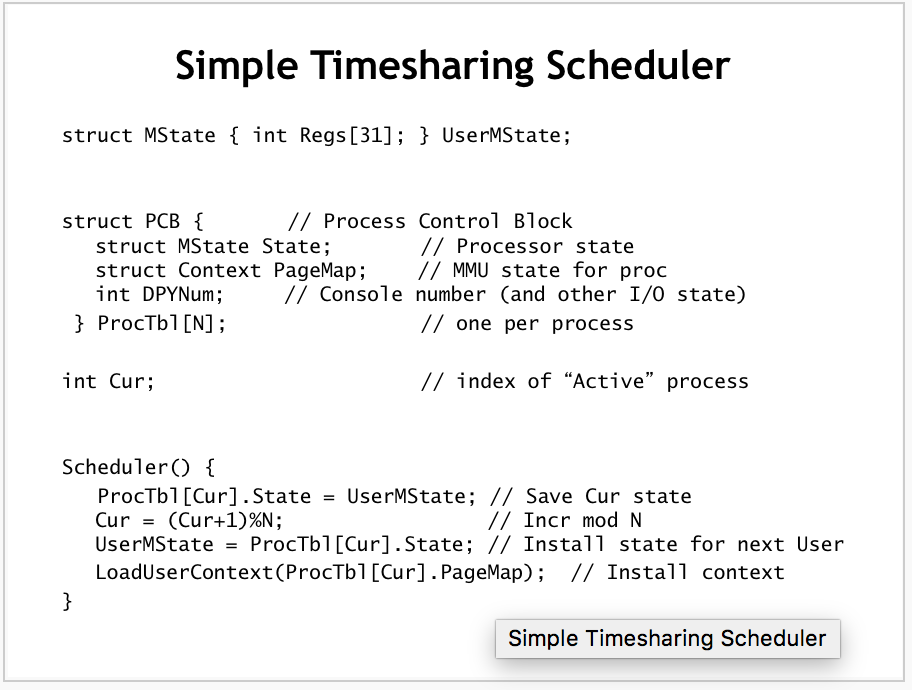 Simple Timesharing Scheduler
struct MState { int Regs[31]; } UserMState;
struct PCB { // Process Control Block
struct MState State; // Processor state
struct Context PageMap; // MMU state for proc
int DPYNum; // Console number (and other I/O state)
} ProcTbl[N]; // one per process
int Cur; // index of “Active” process
Scheduler() {
ProcTbl[Cur].State = UserMState; // Save Cur state
Cur = (Cur+1)%N; // Incr mod N
UserMState = ProcTbl[Cur].State; // Install state for next User
LoadUserContext(ProcTbl[Cur].PageMap); // Install context
}
Simple Timesharing Scheduler